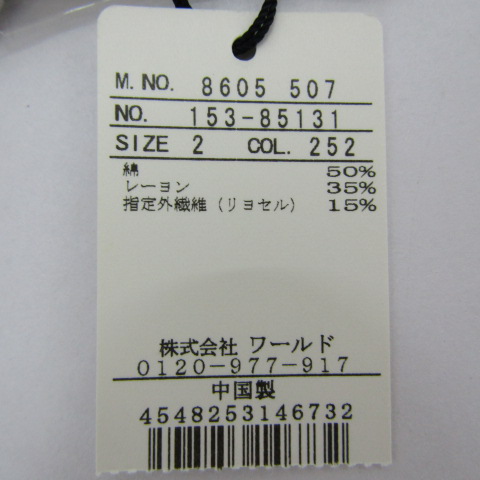 M.NO. 8605 507
NO. 153-85131
SIZE 2 COL. 252
綿 50%
レーヨン 35%
指定外繊維（リヨセル） 15%
株式会社 ワールド
0120-977-917
中国製
4548253146732